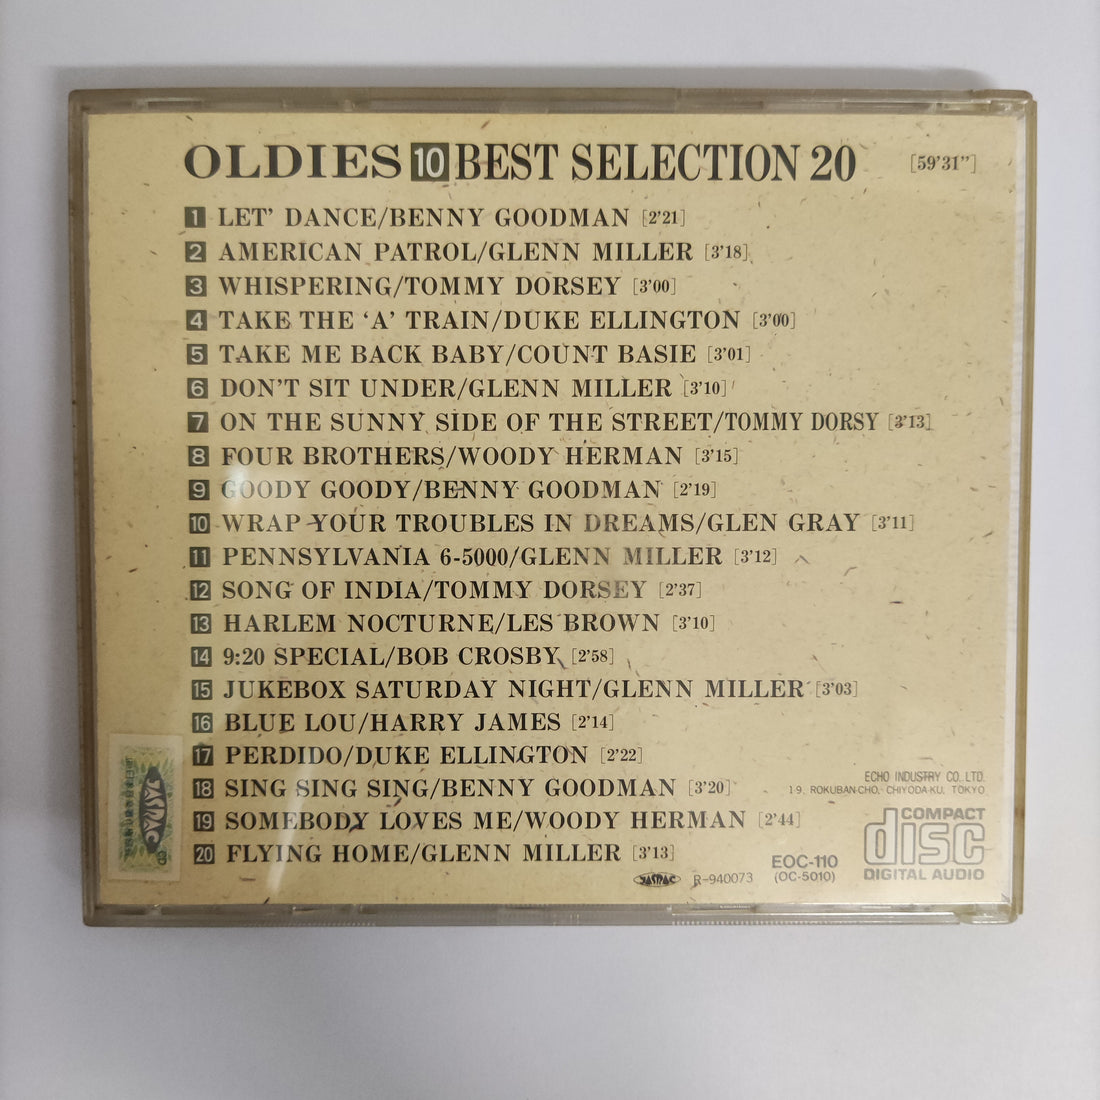 OLDIES 10 BEST SELECTION 20 [59'31"]
1 LET' DANCE/BENNY GOODMAN [2'21]
2 AMERICAN PATROL/GLENN MILLER [3'18]
3 WHISPERING/TOMMY DORSEY [3'00]
4 TAKE THE 'A' TRAIN/DUKE ELLINGTON [3'00]
5 TAKE ME BACK BABY/COUNT BASIE [3'01]
6 DON'T SIT UNDER/GLENN MILLER [3'10]
7 ON THE SUNNY SIDE OF THE STREET/TOMMY DORSY [3'13]
8 FOUR BROTHERS/WOODY HERMAN [3'15]
9 GOODY GOODY/BENNY GOODMAN [2'19]
10 WRAP YOUR TROUBLES IN DREAMS/GLEN GRAY [3'11]
11 PENNSYLVANIA 6-5000/GLENN MILLER [3'12]
12 SONG OF INDIA/TOMMY DORSEY [2'37]
13 HARLEM NOCTURNE/LES BROWN [3'10]
14 9:20 SPECIAL/BOB CROSBY [2'58]
15 JUKEBOX SATURDAY NIGHT/GLENN MILLER [3'03]
16 BLUE LOU/HARRY JAMES [2'14]
17 PERDIDO/DUKE ELLINGTON [2'22]
18 SING SING SING/BENNY GOODMAN [3'20]
19 SOMEBODY LOVES ME/WOODY HERMAN [2'44]
20 FLYING HOME/GLENN MILLER [3'13]
ECHO INDUSTRY CO., LTD.
19, ROKUBAN-CHO, CHIYODA-KU, TOKYO
COMPACT
disc
DIGITAL AUDIO
EOC-110
(OC-5010)
JASRAC R-940073
JASRAC